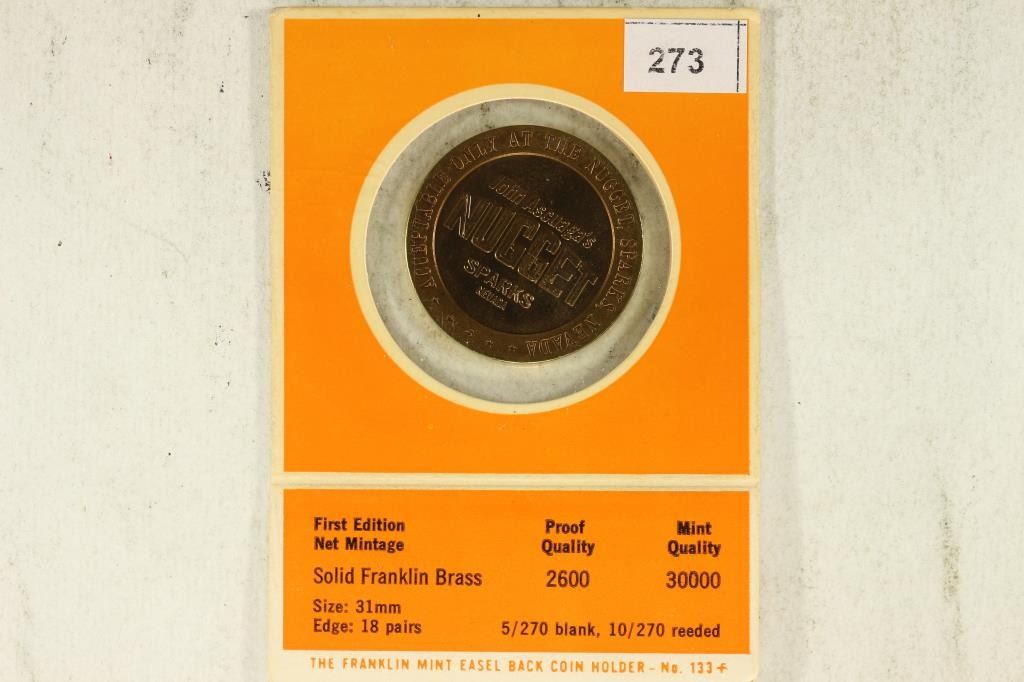 273
ACCEPTABLE ONLY AT THE NUGGET, SPARKS, NEVADA
John Ascuaga's
NUGGET
SPARKS
NEVADA
First Edition Proof Mint
Net Mintage Quality Quality
Solid Franklin Brass 2600 30000
Size: 31mm
Edge: 18 pairs 5/270 blank, 10/270 reeded
THE FRANKLIN MINT EASEL BACK COIN HOLDER - No. 133